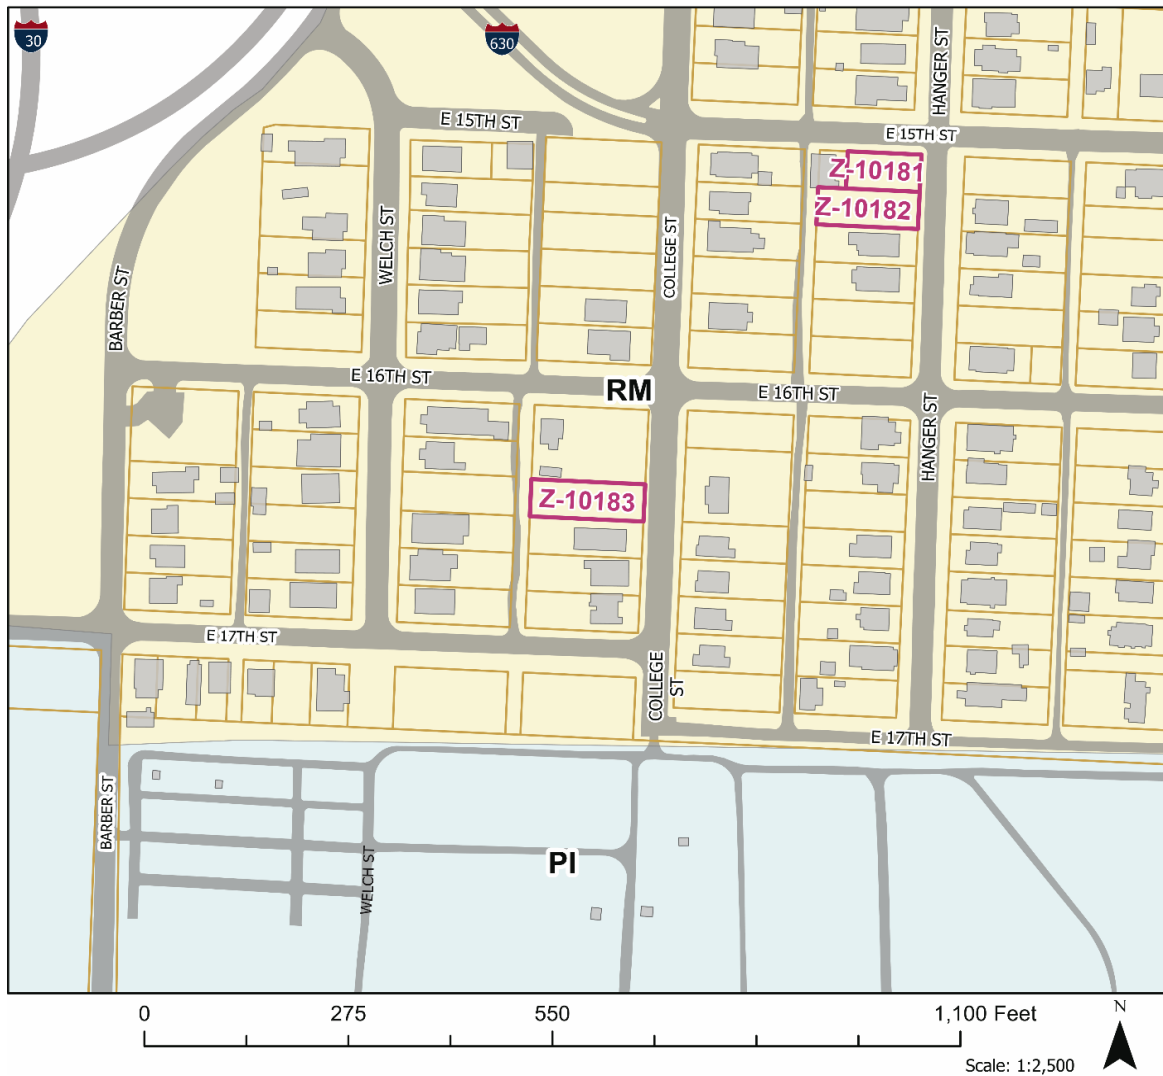 30
630
HANGER ST
E 15TH ST
E 15TH ST
Z-10181
Z-10182
WELCH ST
COLLEGE ST
BARBER ST
E 16TH ST
RM
E 16TH ST
HANGER ST
Z-10183
E 17TH ST
COLLEGE
ST
E 17TH ST
BARBER ST
WELCH ST
PI
0 275 550 1,100 Feet
N
Scale: 1:2,500